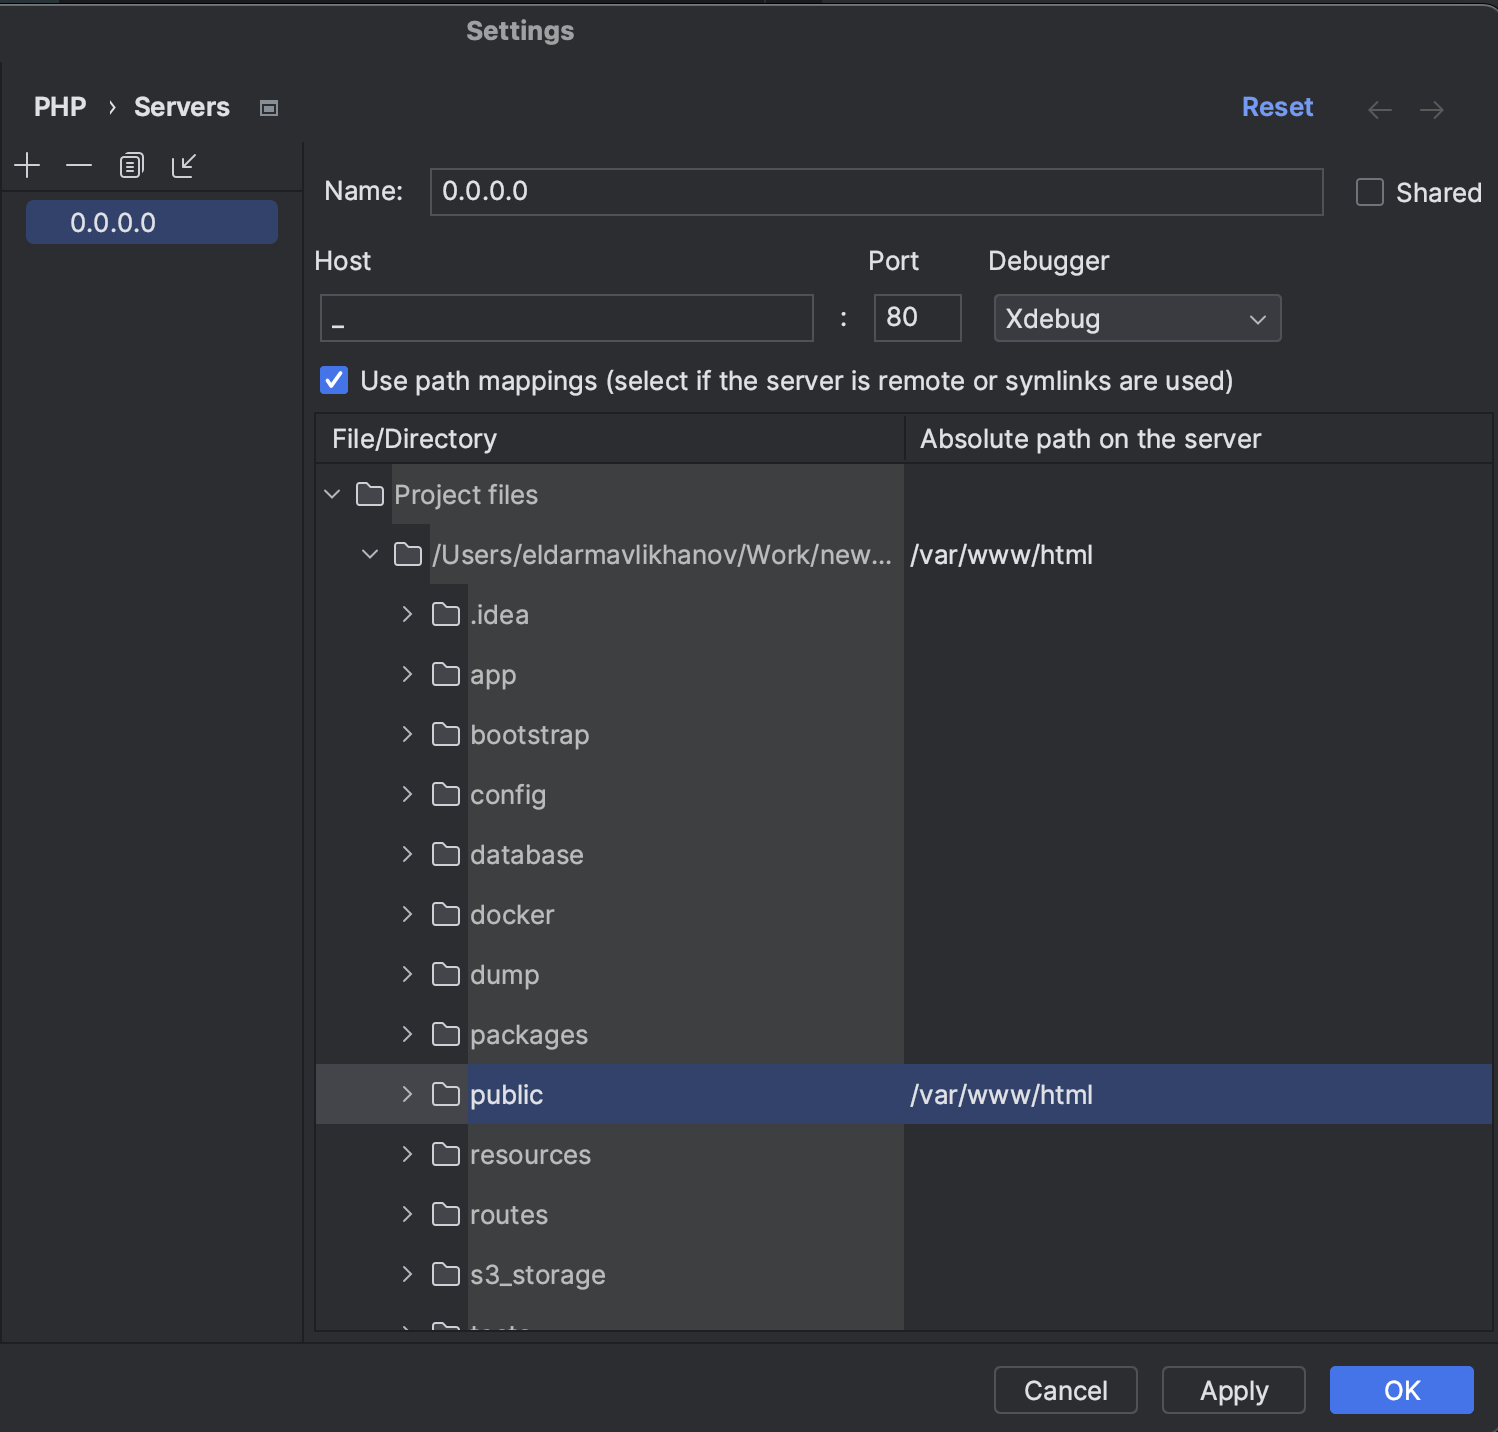 Settings
PHP › Servers
Reset
0.0.0.0
Name: 0.0.0.0
Shared
Host Port Debugger
_ : 80 Xdebug
Use path mappings (select if the server is remote or symlinks are used)
File/Directory Absolute path on the server
Project files
/Users/eldarmavlikhanov/Work/new... /var/www/html
.idea
app
bootstrap
config
database
docker
dump
packages
public /var/www/html
resources
routes
s3_storage
Cancel Apply OK